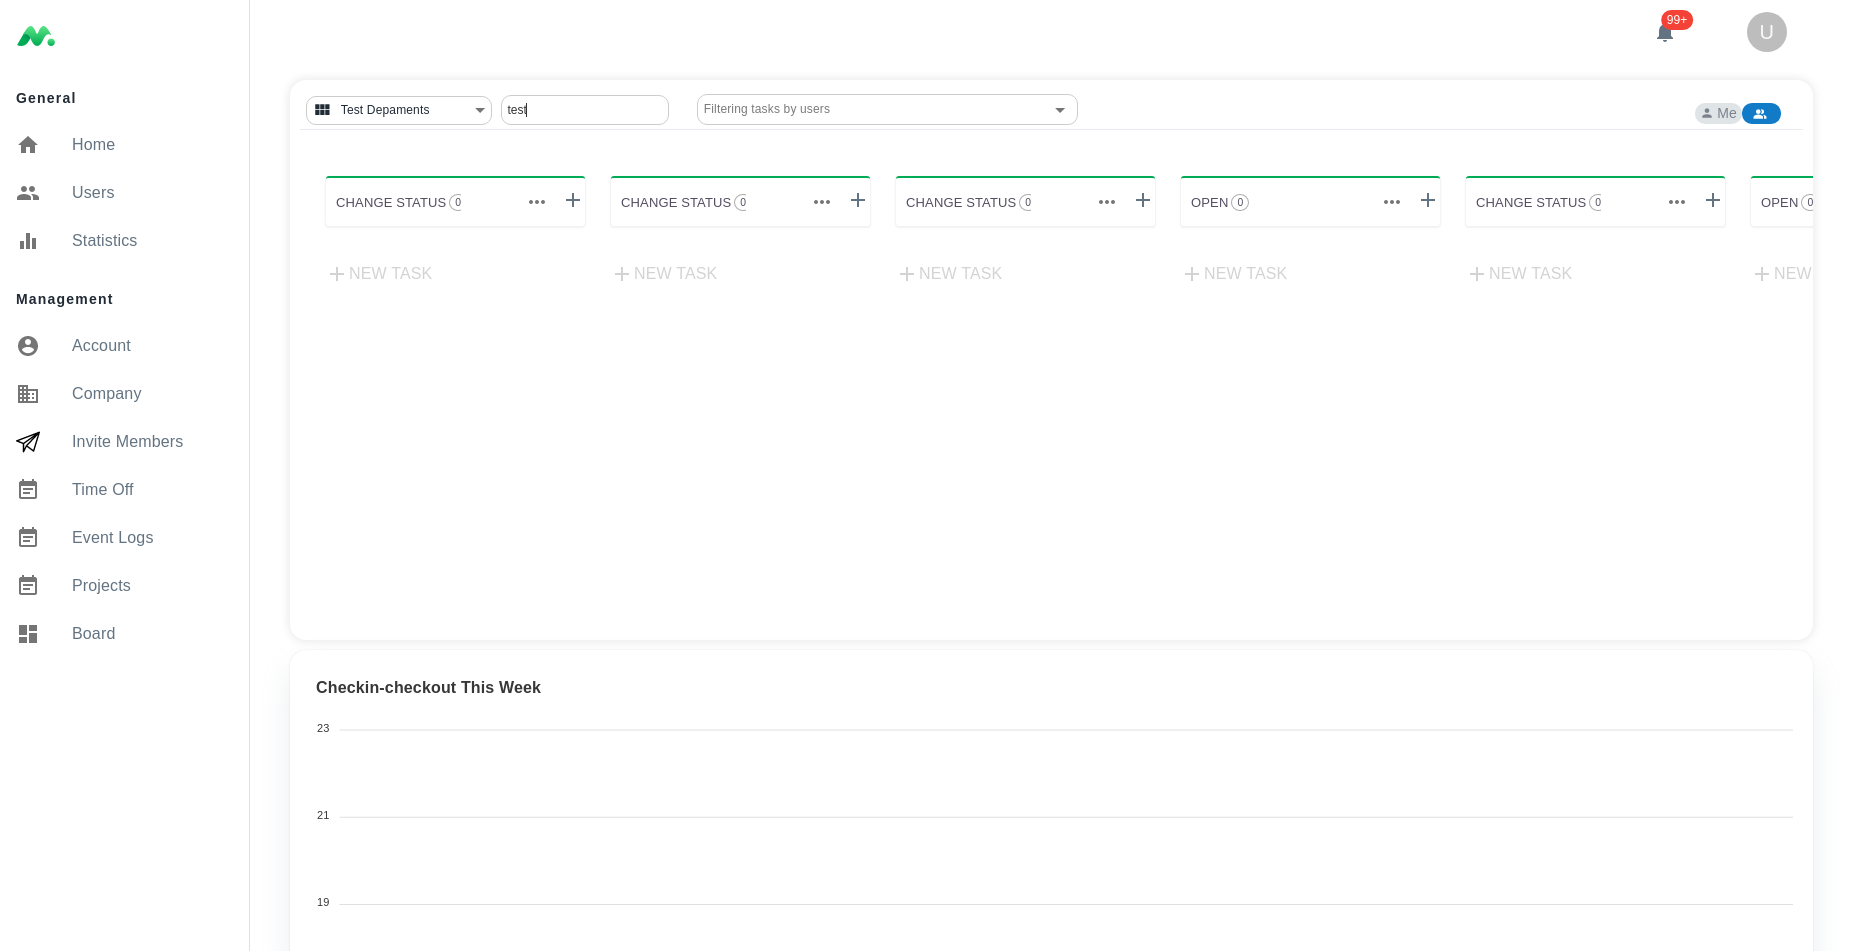 99+
U
General
Home
Users
Statistics
Management
Account
Company
Invite Members
Time Off
Event Logs
Projects
Board
Test Depaments
test
Filtering tasks by users
Me
CHANGE STATUS 0
CHANGE STATUS 0
CHANGE STATUS 0
OPEN 0
CHANGE STATUS 0
OPEN 0
NEW TASK
NEW TASK
NEW TASK
NEW TASK
NEW TASK
NEW
Checkin-checkout This Week
23
21
19